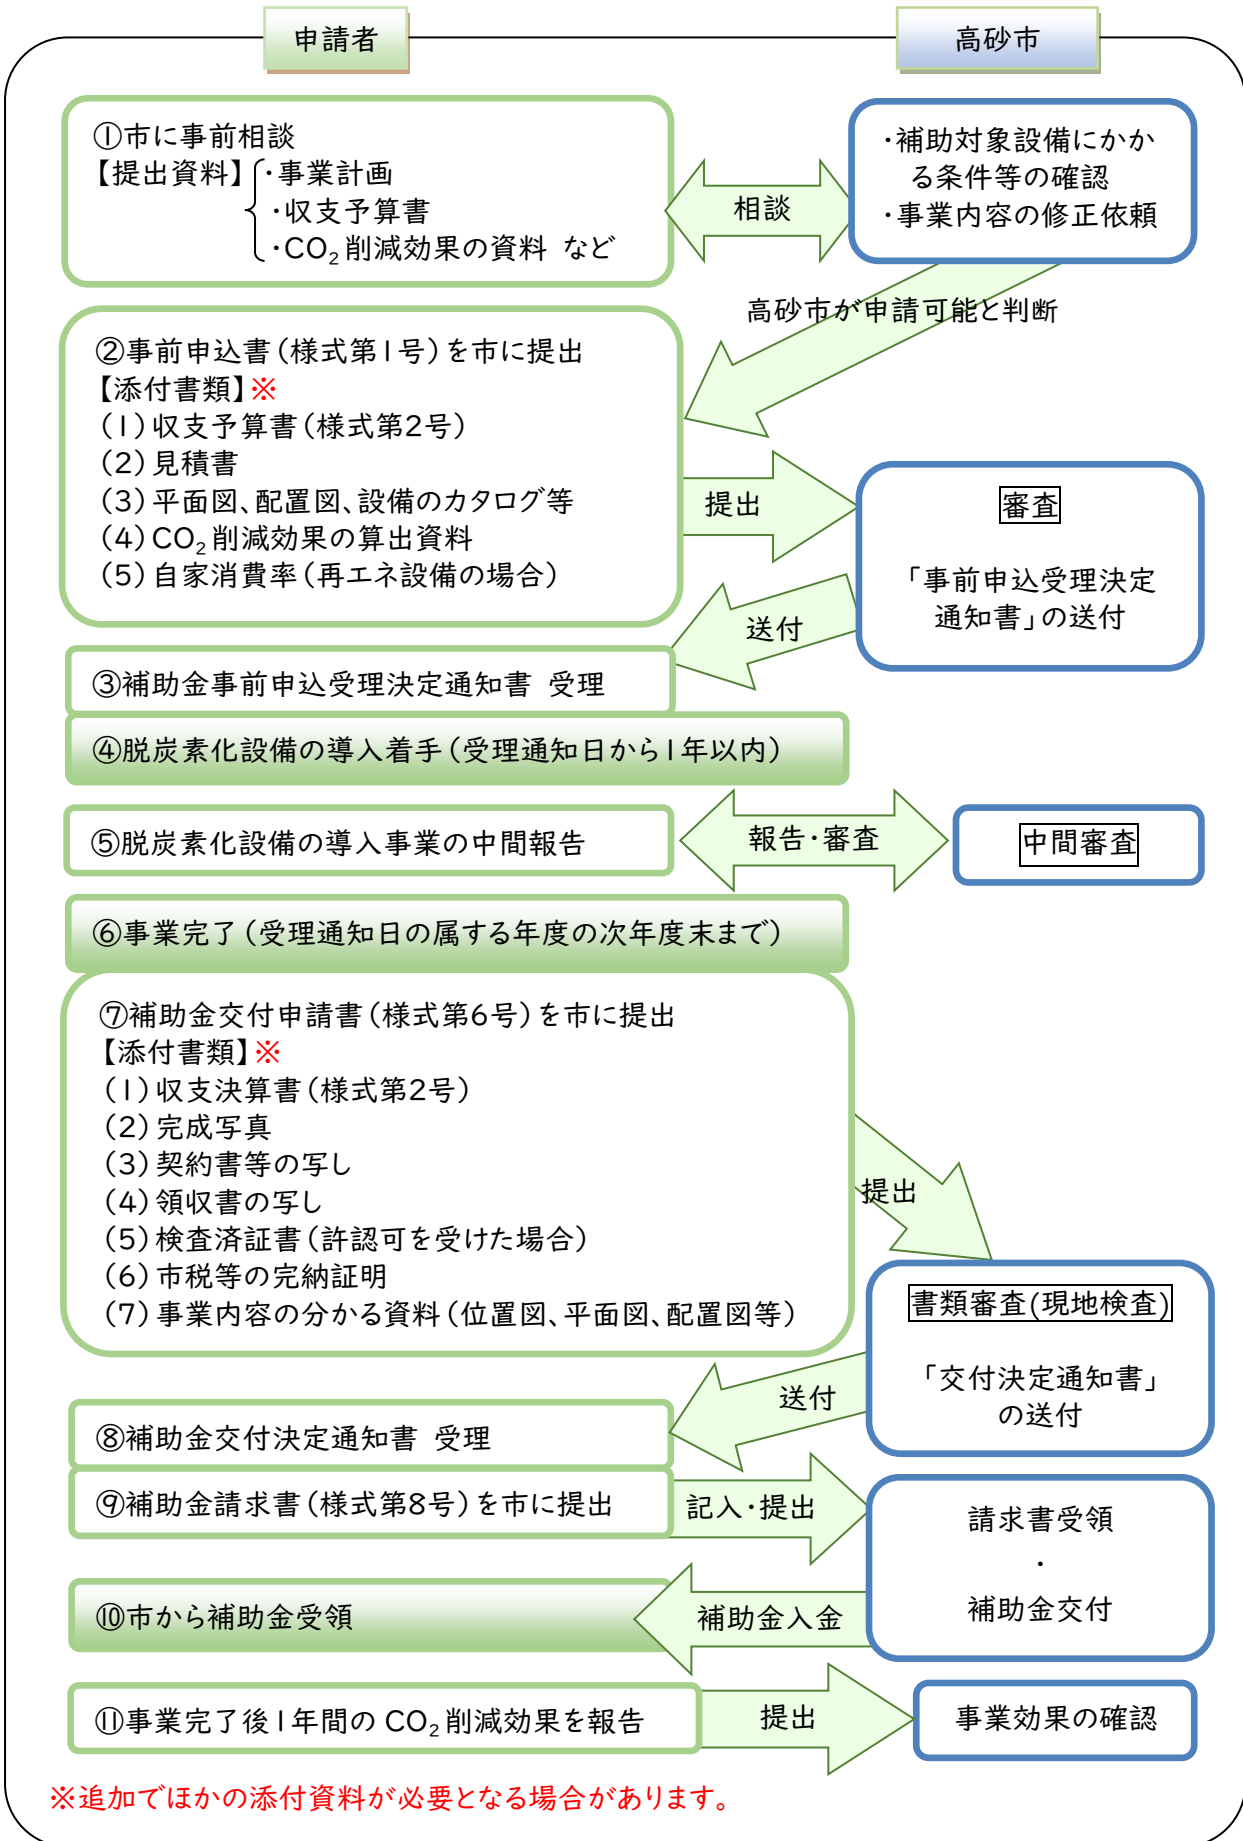 申請者
高砂市
①市に事前相談
【提出資料】・事業計画
・収支予算書
・CO₂削減効果の資料 など
相談
・補助対象設備にかか
る条件等の確認
・事業内容の修正依頼
高砂市が申請可能と判断
②事前申込書(様式第1号)を市に提出
【添付書類】※
(1)収支予算書(様式第2号)
(2)見積書
(3)平面図、配置図、設備のカタログ等
(4)CO₂削減効果の算出資料
(5)自家消費率(再エネ設備の場合)
提出
審査
「事前申込受理決定
通知書」の送付
送付
③補助金事前申込受理決定通知書 受理
④脱炭素化設備の導入着手(受理通知日から1年以内)
⑤脱炭素化設備の導入事業の中間報告
報告・審査
中間審査
⑥事業完了(受理通知日の属する年度の次年度末まで)
⑦補助金交付申請書(様式第6号)を市に提出
【添付書類】※
(1)収支決算書(様式第2号)
(2)完成写真
(3)契約書等の写し
(4)領収書の写し
(5)検査済証書(許認可を受けた場合)
(6)市税等の完納証明
(7)事業内容の分かる資料(位置図、平面図、配置図等)
提出
書類審査(現地検査)
「交付決定通知書」
の送付
送付
⑧補助金交付決定通知書 受理
⑨補助金請求書(様式第8号)を市に提出
記入・提出
請求書受領
・
補助金交付
⑩市から補助金受領
補助金入金
⑪事業完了後1年間の CO₂削減効果を報告
提出
事業効果の確認
※追加でほかの添付資料が必要となる場合があります。